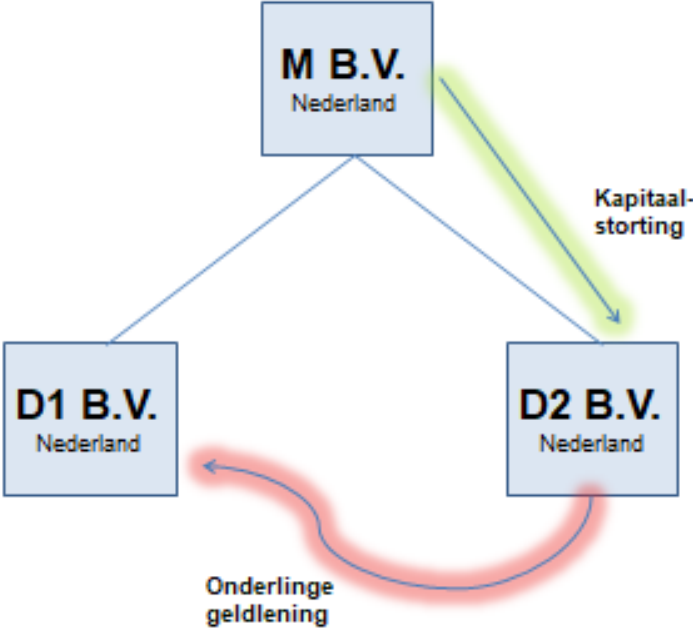 M B.V.
Nederland
Kapitaal-
storting
D1 B.V.
Nederland
D2 B.V.
Nederland
Onderlinge
geldlening